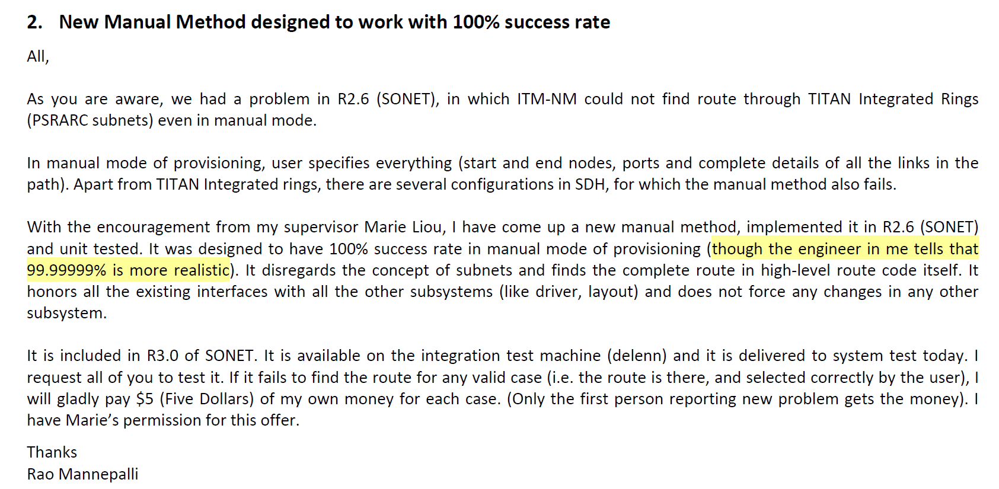 2. New Manual Method designed to work with 100% success rate
All,
As you are aware, we had a problem in R2.6 (SONET), in which ITM-NM could not find route through TITAN Integrated Rings
(PSRARC subnets) even in manual mode.
In manual mode of provisioning, user specifies everything (start and end nodes, ports and complete details of all the links in the
path). Apart from TITAN Integrated rings, there are several configurations in SDH, for which the manual method also fails.
With the encouragement from my supervisor Marie Liou, I have come up a new manual method, implemented it in R2.6 (SONET)
and unit tested. It was designed to have 100% success rate in manual mode of provisioning (though the engineer in me tells that
99.99999% is more realistic). It disregards the concept of subnets and finds the complete route in high-level route code itself. It
honors all the existing interfaces with all the other subsystems (like driver, layout) and does not force any changes in any other
subsystem.
It is included in R3.0 of SONET. It is available on the integration test machine (delenn) and it is delivered to system test today. I
request all of you to test it. If it fails to find the route for any valid case (i.e. the route is there, and selected correctly by the user), I
will gladly pay $5 (Five Dollars) of my own money for each case. (Only the first person reporting new problem gets the money). I
have Marie’s permission for this offer.
Thanks
Rao Mannepalli